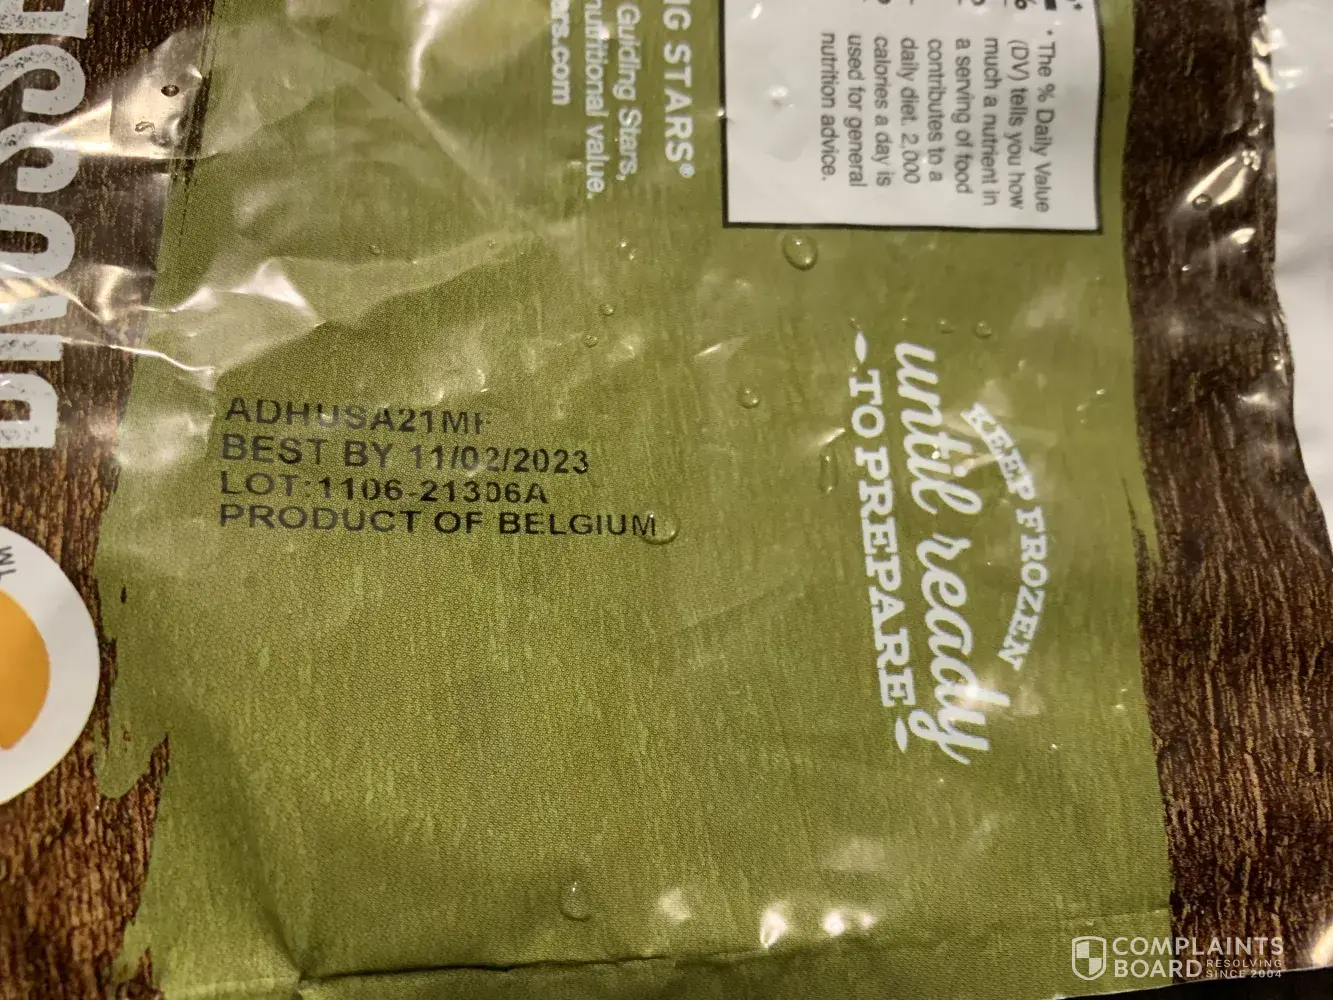 ADHUSA21MF
BEST BY 11/02/2023
LOT:1106-21306A
PRODUCT OF BELGIUM
* The % Daily Value
(DV) tells you how
much a nutrient in
a serving of food
contributes to a
daily diet. 2,000
calories a day is
used for general
nutrition advice.
STARS®
Guiding Stars,
nutritional value.
KEEP FROZEN
until ready
TO PREPARE
COMPLAINTS
BOARD RESOLVING
SINCE 2004